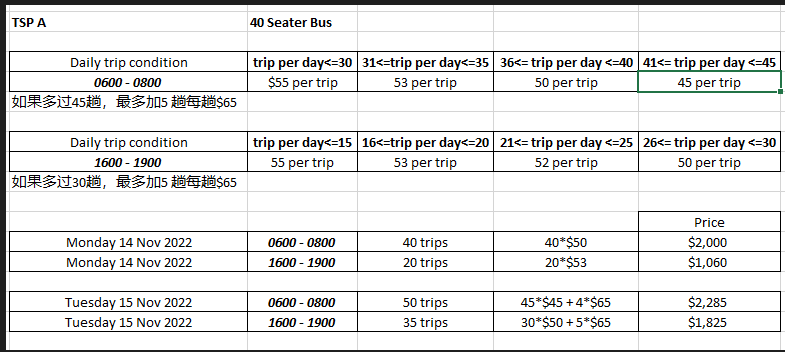 TSP A 40 Seater Bus
Daily trip condition trip per day<=30 31<=trip per day<=35 36<= trip per day <=40 41<= trip per day <=45
0600 - 0800 $55 per trip 53 per trip 50 per trip 45 per trip
如果多过45趟，最多加5 趟每趟$65
Daily trip condition trip per day<=15 16<=trip per day<=20 21<= trip per day <=25 26<= trip per day <=30
1600 - 1900 55 per trip 53 per trip 52 per trip 50 per trip
如果多过30趟，最多加5 趟每趟$65
Price
Monday 14 Nov 2022 0600 - 0800 40 trips 40*$50 $2,000
Monday 14 Nov 2022 1600 - 1900 20 trips 20*$53 $1,060
Tuesday 15 Nov 2022 0600 - 0800 50 trips 45*$45 + 4*$65 $2,285
Tuesday 15 Nov 2022 1600 - 1900 35 trips 30*$50 + 5*$65 $1,825